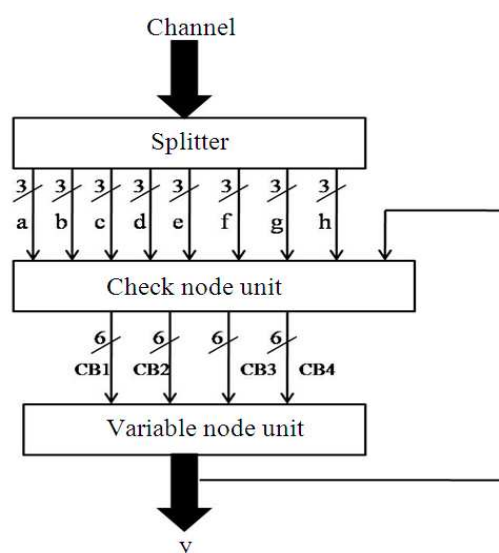 Channel
Splitter
3 3 3 3 3 3 3 3
a b c d e f g h
Check node unit
6 6 6 6
CB1 CB2 CB3 CB4
Variable node unit
v